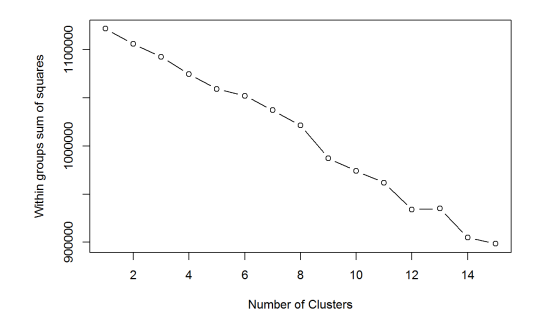 Within groups sum of squares
1100000
1000000
900000
2 4 6 8 10 12 14
Number of Clusters